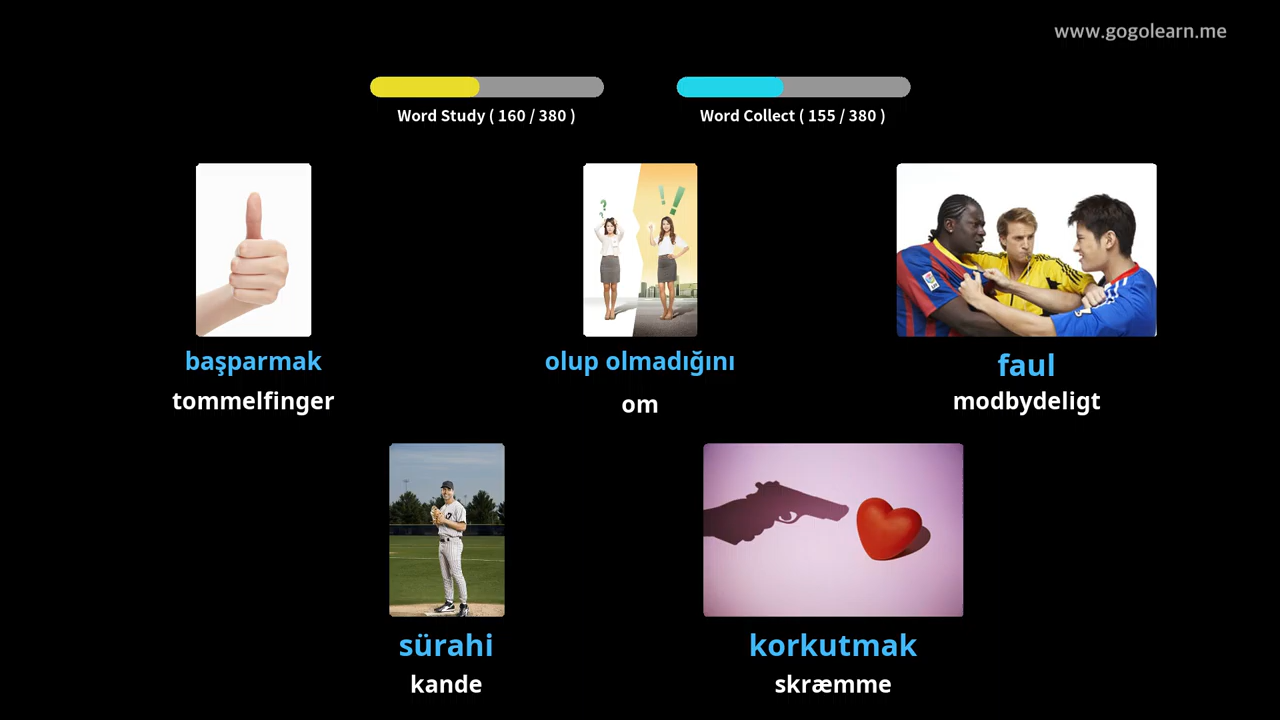 www.gogolearn.me
Word Study ( 160 / 380 )
Word Collect ( 155 / 380 )
başparmak
tommelfinger
olup olmadığını
om
faul
modbydeligt
sürahi
kande
korkutmak
skræmme